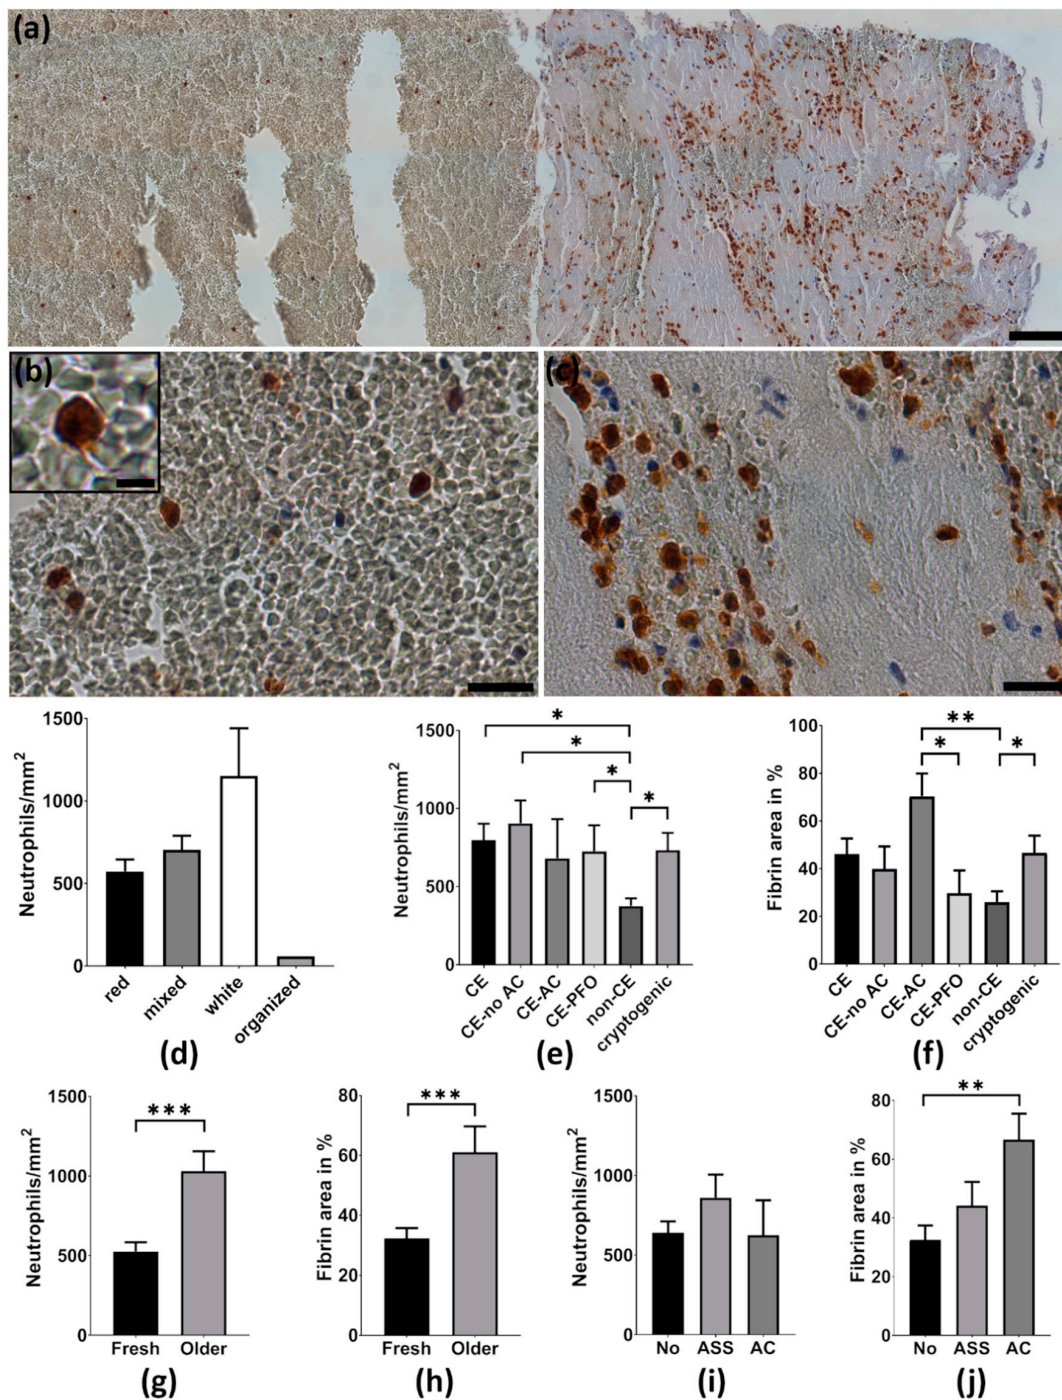 (a)
(b)
(c)
Neutrophils/mm²
1500
1000
500
0
red
mixed
white
organized
(d)
Neutrophils/mm²
1500
1000
500
0
*
*
*
*
CE
CE-no AC
CE-AC
CE-PFO
non-CE
cryptogenic
(e)
Fibrin area in %
100
80
60
40
20
0
**
*
*
CE
CE-no AC
CE-AC
CE-PFO
non-CE
cryptogenic
(f)
Neutrophils/mm²
1500
1000
500
0
***
Fresh Older
(g)
Fibrin area in %
80
60
40
20
0
***
Fresh Older
(h)
Neutrophils/mm²
1500
1000
500
0
No ASS AC
(i)
Fibrin area in %
80
60
40
20
0
**
No ASS AC
(j)